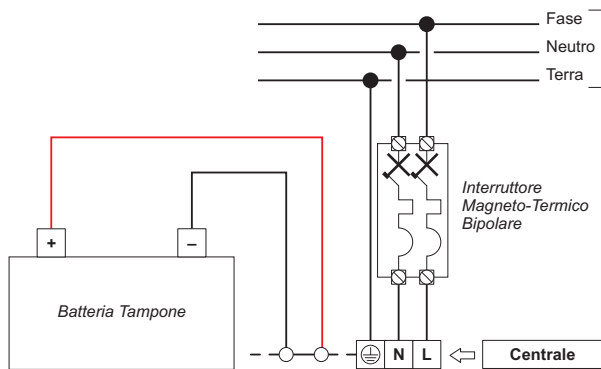 Fase
Neutro
Terra
Interruttore
Magneto-Termico
Bipolare
+
–
Batteria Tampone
N
L
Centrale